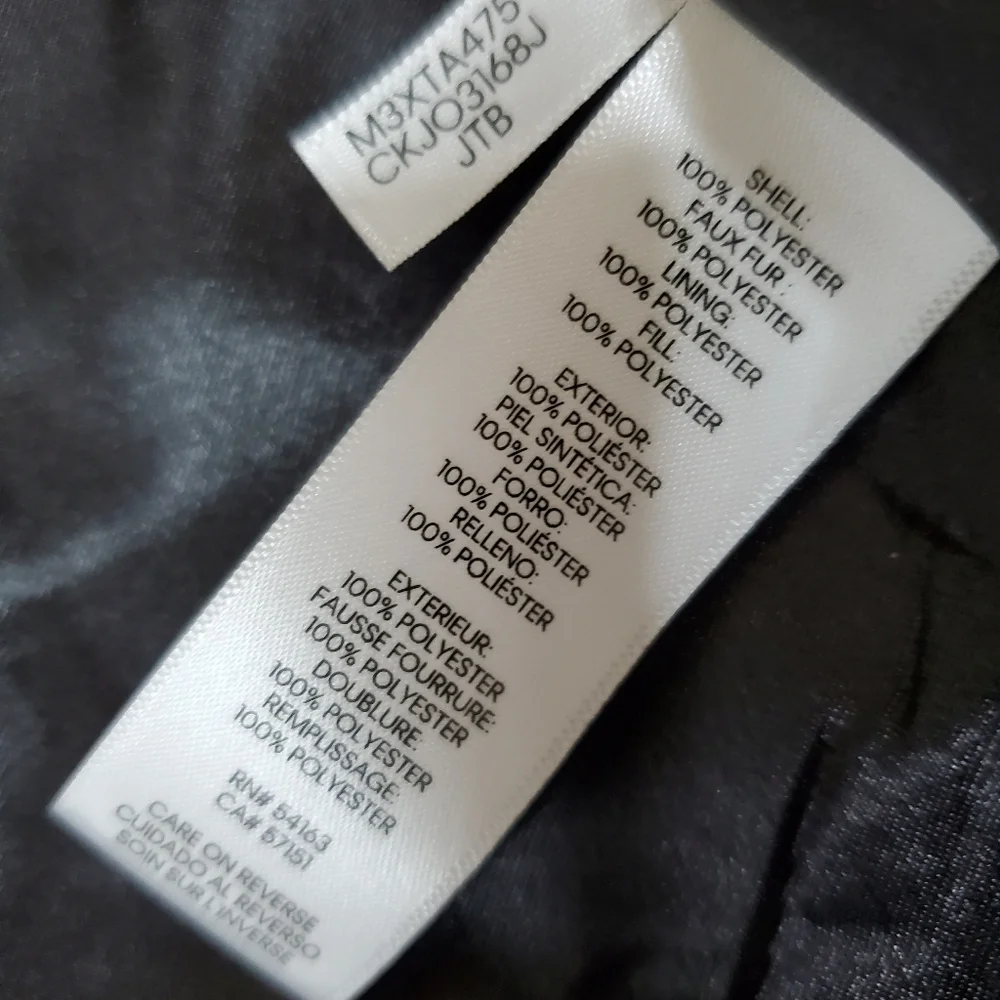 M3XTA475
CKJO3168J
JTB
SHELL:
100% POLYESTER
FAUX FUR :
100% POLYESTER
LINING:
100% POLYESTER
FILL:
100% POLYESTER
EXTERIOR:
100% POLIÉSTER
PIEL SINTÉTICA:
100% POLIÉSTER
FORRO:
100% POLIÉSTER
RELLENO:
100% POLIÉSTER
EXTERIEUR:
100% POLYESTER
FAUSSE FOURRURE:
100% POLYESTER
DOUBLURE:
100% POLYESTER
REMPLISSAGE:
100% POLYESTER
RN# 54163
CA# 57151
CARE ON REVERSE
CUIDADO AL REVERSO
SOIN SUR L'INVERSE